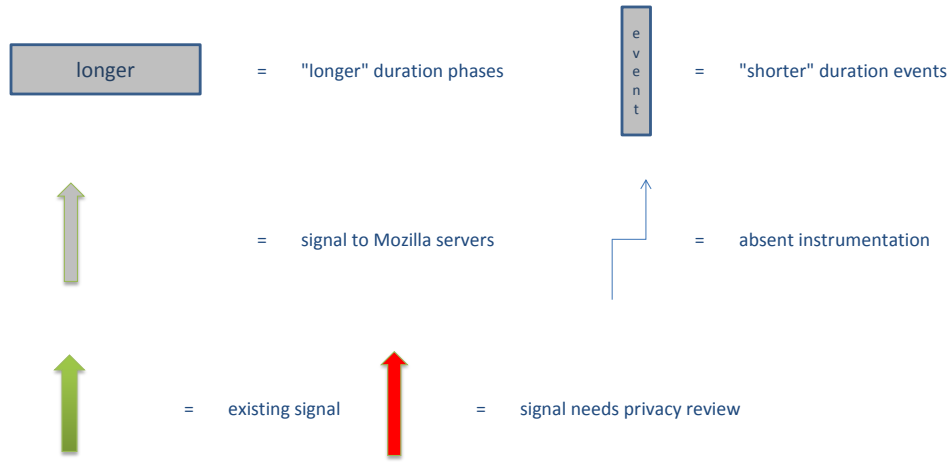 longer = "longer" duration phases
event = "shorter" duration events
= signal to Mozilla servers
= absent instrumentation
= existing signal
= signal needs privacy review